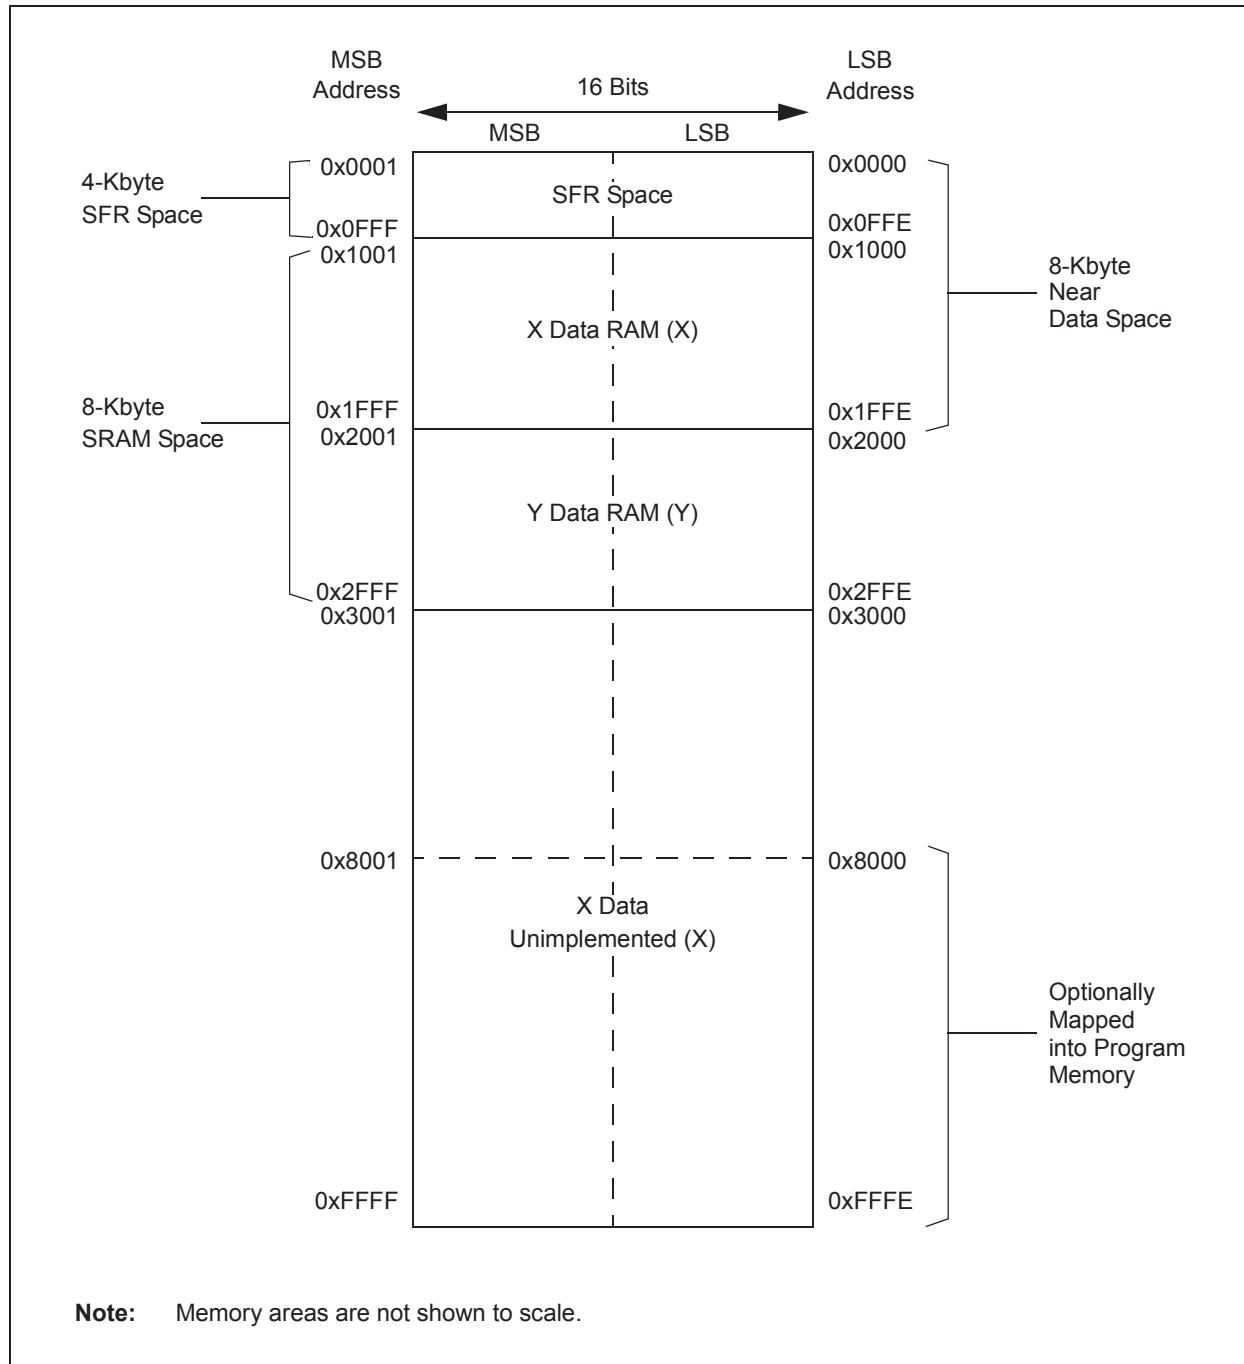 MSB
Address
LSB
Address
16 Bits
MSB
LSB
4-Kbyte
SFR Space
0x0001
0x0FFF
SFR Space
0x0000
0x0FFE
8-Kbyte
SRAM Space
0x1001
0x1FFF
X Data RAM (X)
0x1000
0x1FFE
8-Kbyte
Near
Data Space
0x2001
0x2FFF
Y Data RAM (Y)
0x2000
0x2FFE
0x3001
0x3000
0x8001
0x8000
X Data
Unimplemented (X)
Optionally
Mapped
into Program
Memory
0xFFFF
0xFFFE
Note: Memory areas are not shown to scale.